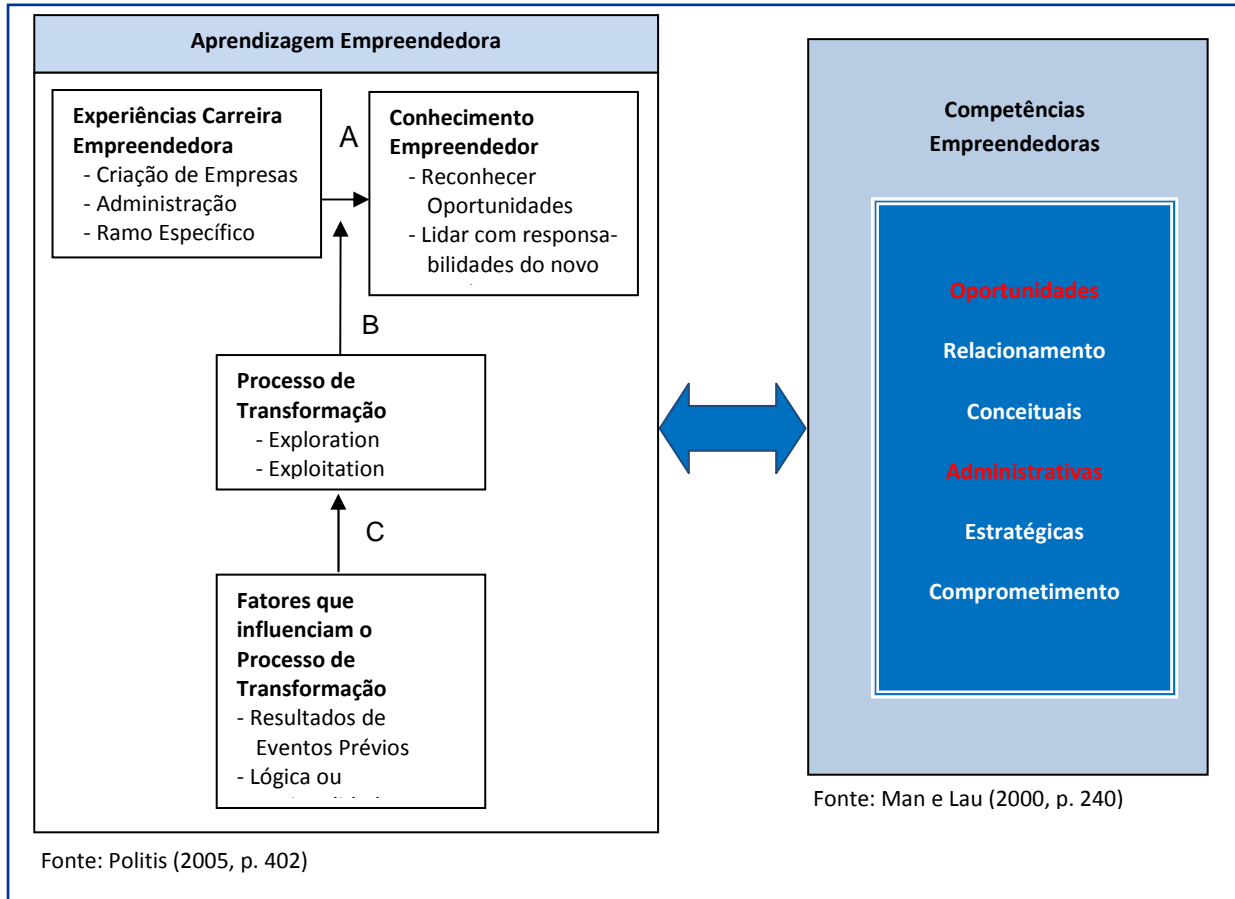 Aprendizagem Empreendedora
Experiências Carreira
Empreendedora
- Criação de Empresas
- Administração
- Ramo Específico
A
Conhecimento
Empreendedor
- Reconhecer
Oportunidades
- Lidar com responsa-
bilidades do novo
B
Processo de
Transformação
- Exploration
- Exploitation
C
Fatores que
influenciam o
Processo de
Transformação
- Resultados de
Eventos Prévios
- Lógica ou
Fonte: Politis (2005, p. 402)
Competências
Empreendedoras
Oportunidades
Relacionamento
Conceituais
Administrativas
Estratégicas
Comprometimento
Fonte: Man e Lau (2000, p. 240)